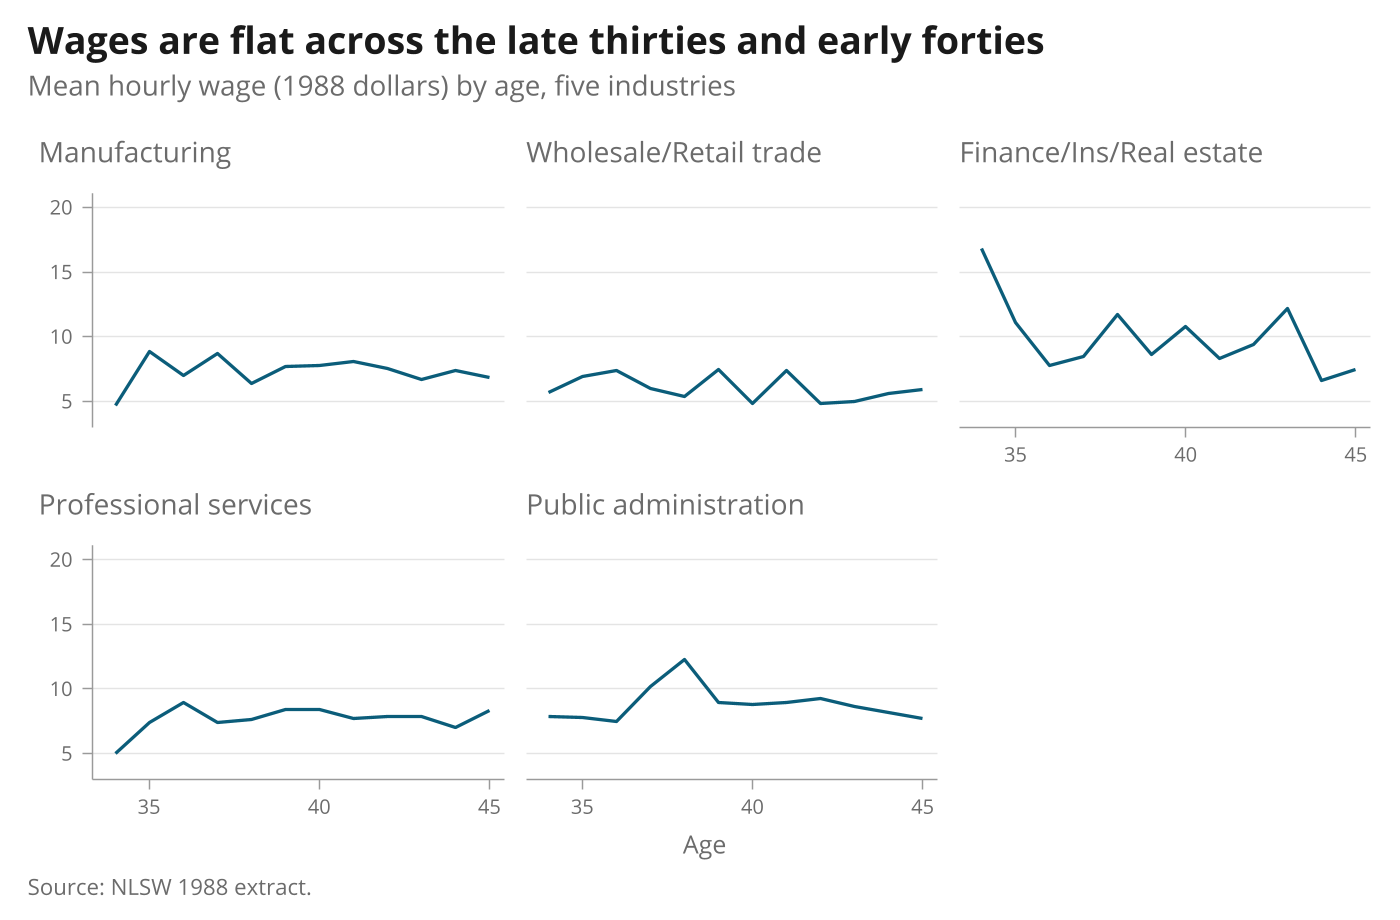 Wages are flat across the late thirties and early forties
Mean hourly wage (1988 dollars) by age, five industries
Manufacturing
Wholesale/Retail trade
Finance/Ins/Real estate
20
15
10
5
35 40 45
Professional services
Public administration
20
15
10
5
35 40 45
35 40 45
Age
Source: NLSW 1988 extract.